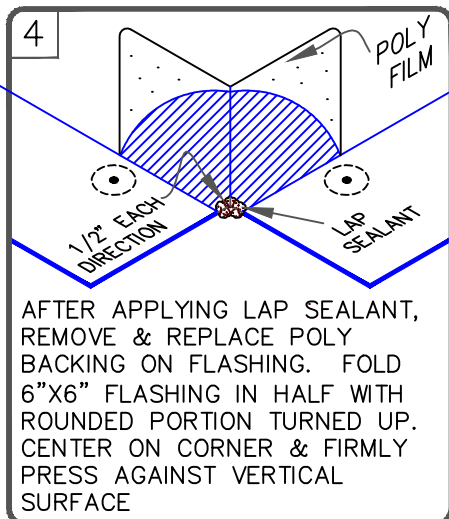 4
POLY
FILM
1/2" EACH
DIRECTION
LAP
SEALANT
AFTER APPLYING LAP SEALANT,
REMOVE & REPLACE POLY
BACKING ON FLASHING. FOLD
6"X6" FLASHING IN HALF WITH
ROUNDED PORTION TURNED UP.
CENTER ON CORNER & FIRMLY
PRESS AGAINST VERTICAL
SURFACE